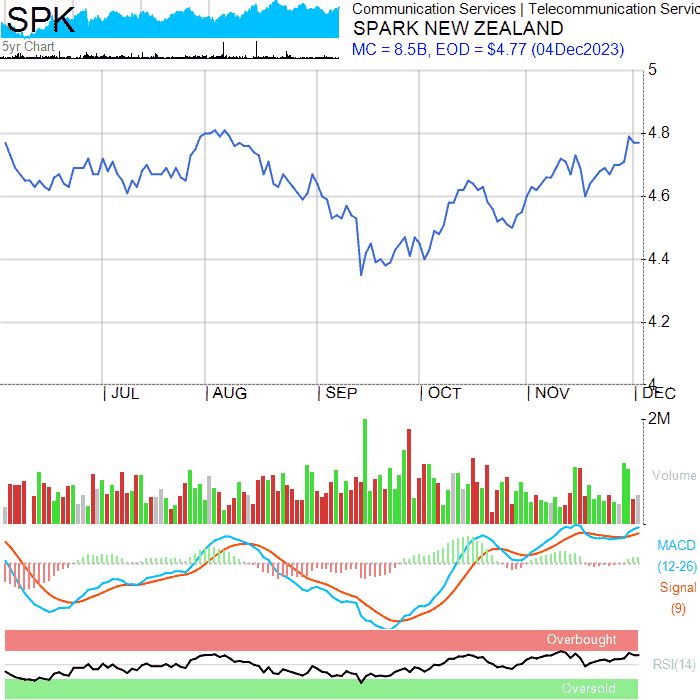 SPK
5yr Chart
Communication Services | Telecommunication Servic
SPARK NEW ZEALAND
MC = 8.5B, EOD = $4.77 (04Dec2023)
5
4.8
4.6
4.4
4.2
4
JUL
AUG
SEP
OCT
NOV
DEC
2M
Volume
MACD
(12-26)
Signal
(9)
Overbought
RSI(14)
Oversold